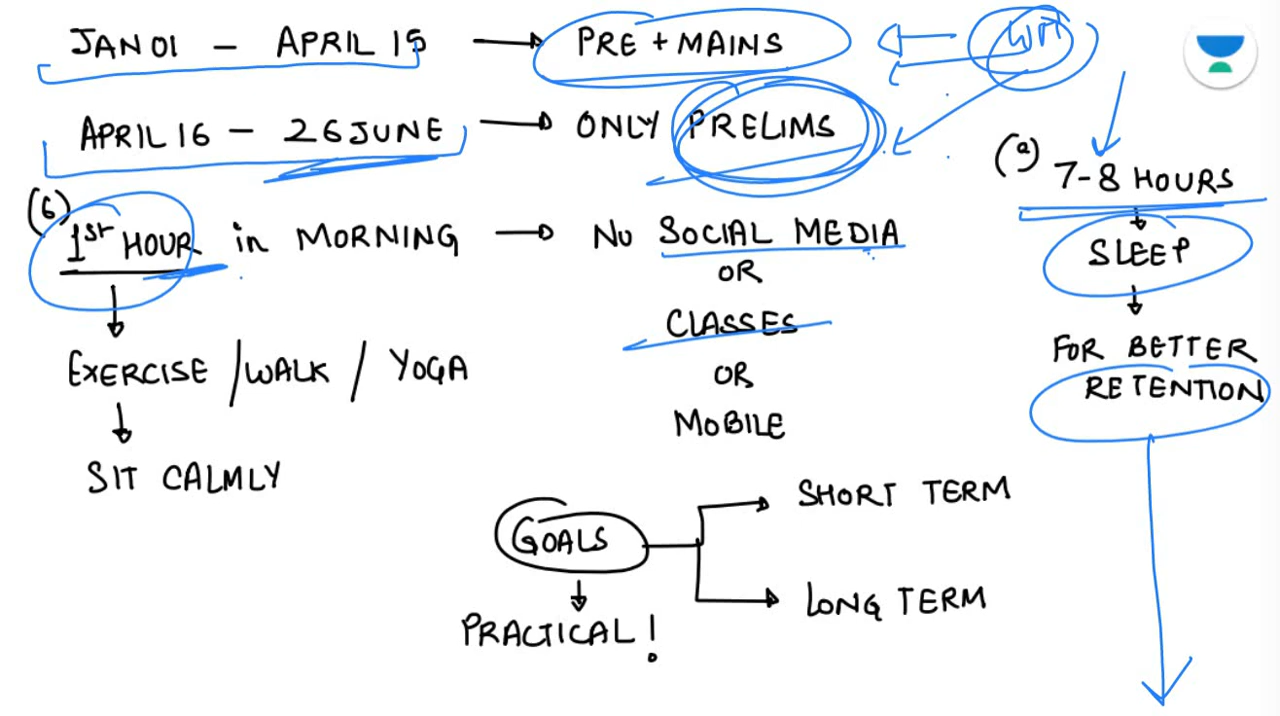 JAN 01 – APRIL 15 → PRE + MAINS
APRIL 16 – 26 JUNE → ONLY PRELIMS
(a) 7-8 HOURS
↓
SLEEP
↓
FOR BETTER
RETENTION
(b) 1st HOUR in MORNING → NO SOCIAL MEDIA
OR
CLASSES
OR
MOBILE
↓
EXERCISE / WALK / YOGA
↓
SIT CALMLY
GOALS
→ SHORT TERM
→ LONG TERM
↓
PRACTICAL!